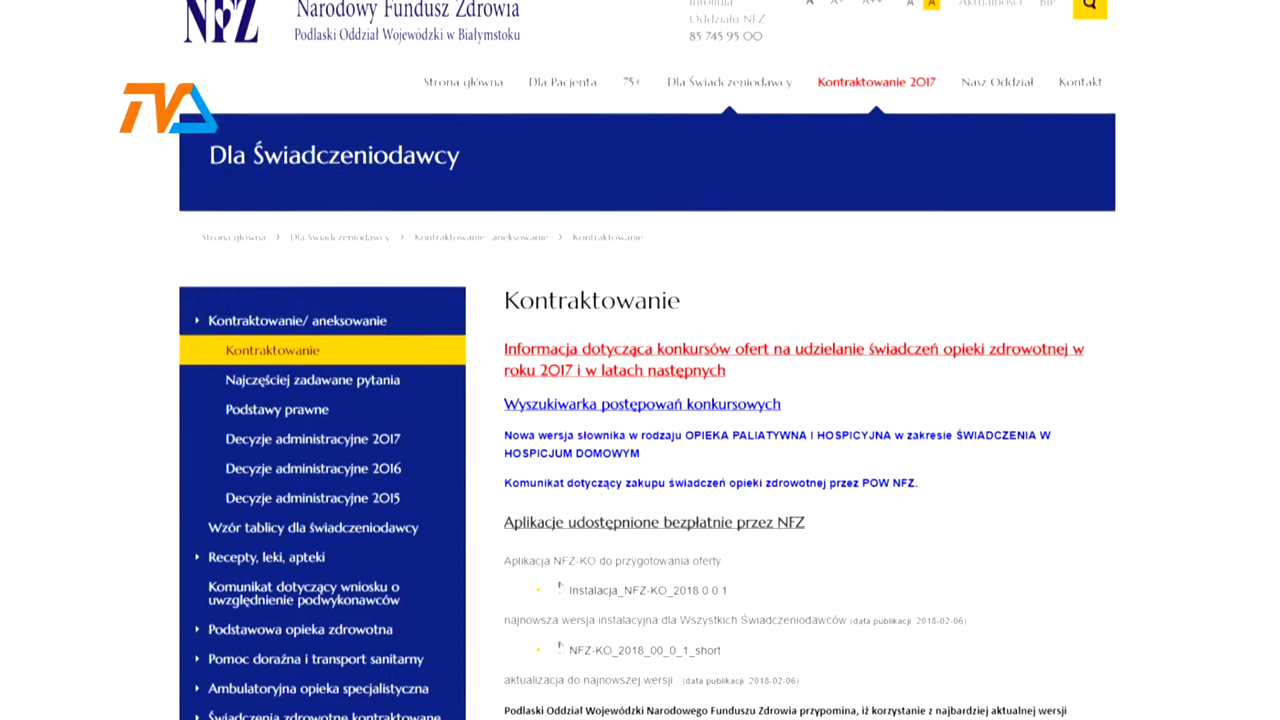 NFZ
Narodowy Fundusz Zdrowia
Podlaski Oddział Wojewódzki w Białymstoku
Infolinia
Oddziału NFZ
85 745 95 00
A A+ A++ A A Aktualności BIP
TVA
Strona główna Dla Pacjenta 75+ Dla Świadczeniodawcy Kontraktowanie 2017 Nasz Oddział Kontakt
Dla Świadczeniodawcy
Strona główna › Dla Świadczeniodawcy › Kontraktowanie/ aneksowanie › Kontraktowanie
Kontraktowanie/ aneksowanie
Kontraktowanie
Najczęściej zadawane pytania
Podstawy prawne
Decyzje administracyjne 2017
Decyzje administracyjne 2016
Decyzje administracyjne 2015
Wzór tablicy dla świadczeniodawcy
Recepty, leki, apteki
Komunikat dotyczący wniosku o
uwzględnienie podwykonawców
Podstawowa opieka zdrowotna
Pomoc doraźna i transport sanitarny
Ambulatoryjna opieka specjalistyczna
Świadczenia zdrowotne kontraktowane
Kontraktowanie
Informacja dotycząca konkursów ofert na udzielanie świadczeń opieki zdrowotnej w
roku 2017 i w latach następnych
Wyszukiwarka postępowań konkursowych
Nowa wersja słownika w rodzaju OPIEKA PALIATYWNA I HOSPICYJNA w zakresie ŚWIADCZENIA W
HOSPICJUM DOMOWYM
Komunikat dotyczący zakupu świadczeń opieki zdrowotnej przez POW NFZ.
Aplikacje udostępnione bezpłatnie przez NFZ
Aplikacja NFZ-KO do przygotowania oferty
Instalacja_NFZ-KO_2018 0 0 1
najnowsza wersja instalacyjna dla Wszystkich Świadczeniodawców (data publikacji 2018-02-06)
NFZ-KO_2018_00_0_1_short
aktualizacja do najnowszej wersji (data publikacji 2018-02-06)
Podlaski Oddział Wojewódzki Narodowego Funduszu Zdrowia przypomina, iż korzystanie z najbardziej aktualnej wersji